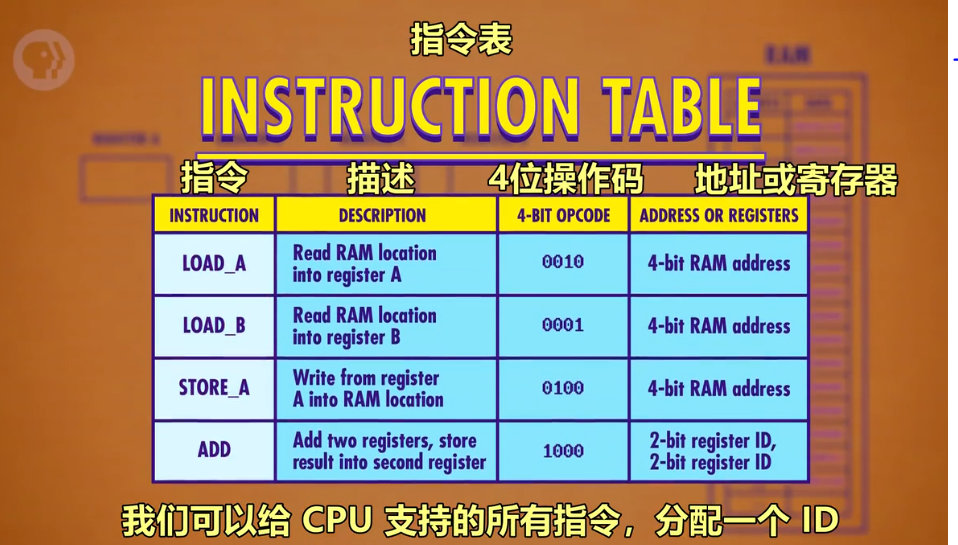 指令表
RAM
INSTRUCTION TABLE
REGISTER A
指令 描述 4位操作码 地址或寄存器
INSTRUCTION DESCRIPTION 4-BIT OPCODE ADDRESS OR REGISTERS
LOAD_A Read RAM location 0010 4-bit RAM address
into register A
LOAD_B Read RAM location 0001 4-bit RAM address
into register B
STORE_A Write from register 0100 4-bit RAM address
A into RAM location
ADD Add two registers, store 1000 2-bit register ID,
result into second register 2-bit register ID
我们可以给 CPU 支持的所有指令，分配一个 ID